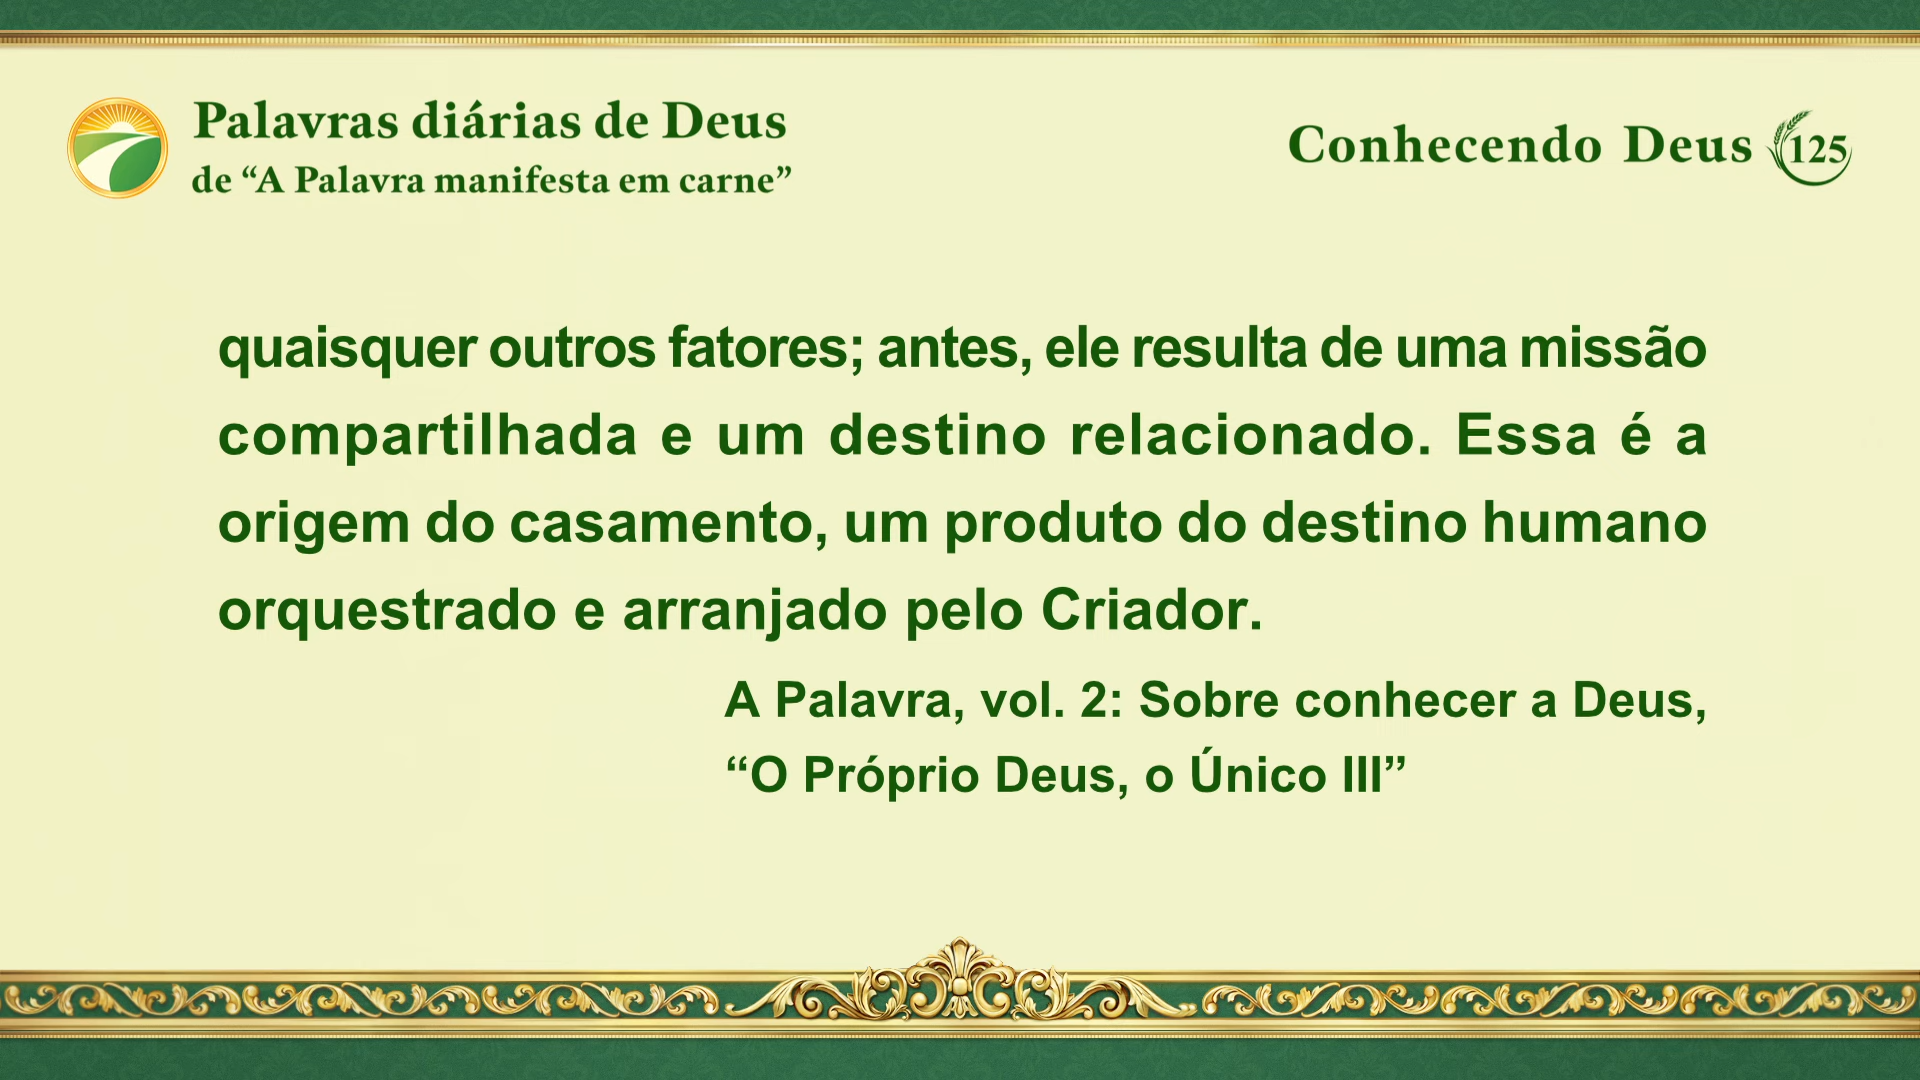 Palavras diárias de Deus
de “A Palavra manifesta em carne”
Conhecendo Deus 125
quaisquer outros fatores; antes, ele resulta de uma missão
compartilhada e um destino relacionado. Essa é a
origem do casamento, um produto do destino humano
orquestrado e arranjado pelo Criador.
A Palavra, vol. 2: Sobre conhecer a Deus,
“O Próprio Deus, o Único III”